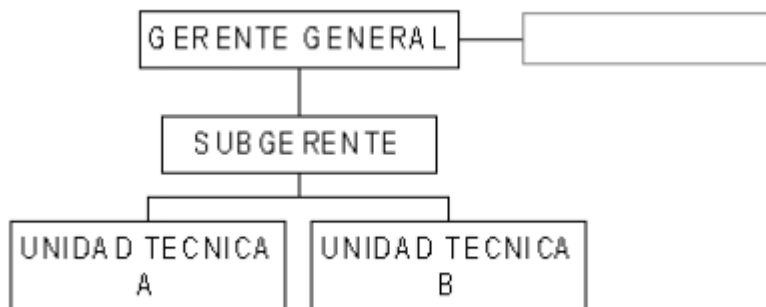 GERENTE GENERAL
SUBGERENTE
UNIDAD TECNICA
A
UNIDAD TECNICA
B